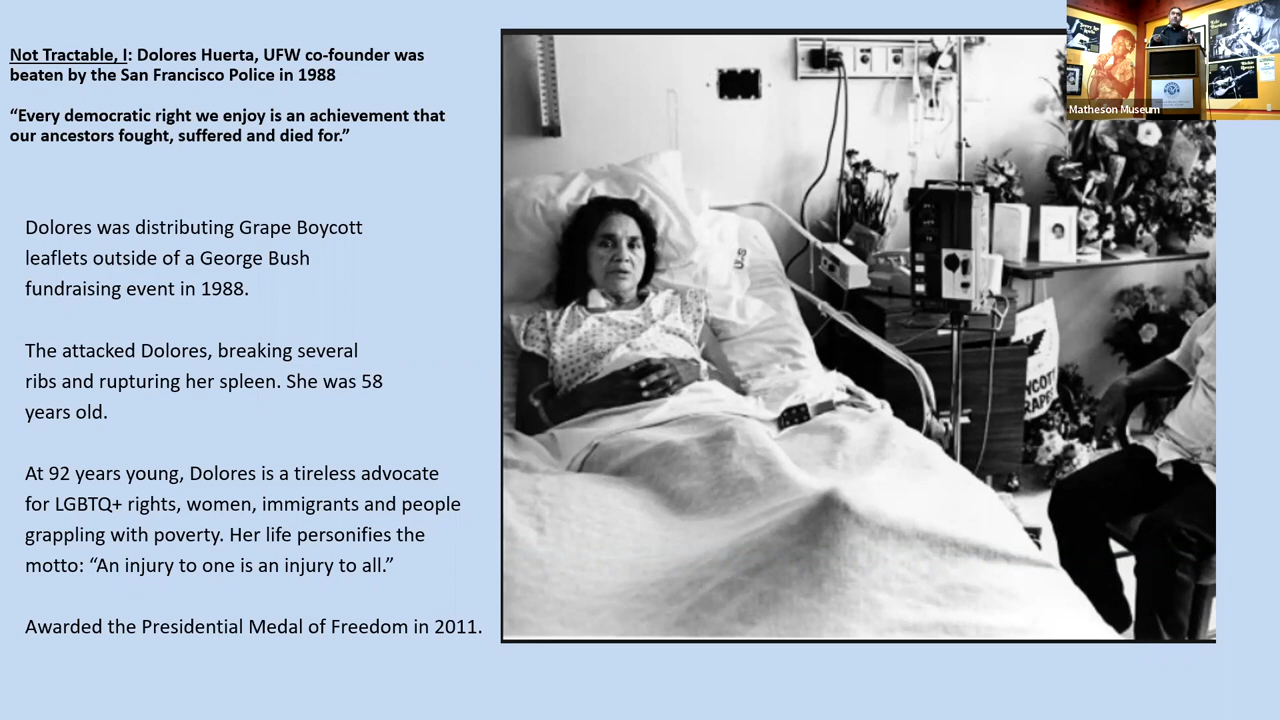 Not Tractable, I: Dolores Huerta, UFW co-founder was
beaten by the San Francisco Police in 1988
“Every democratic right we enjoy is an achievement that
our ancestors fought, suffered and died for.”
Dolores was distributing Grape Boycott
leaflets outside of a George Bush
fundraising event in 1988.
The attacked Dolores, breaking several
ribs and rupturing her spleen. She was 58
years old.
At 92 years young, Dolores is a tireless advocate
for LGBTQ+ rights, women, immigrants and people
grappling with poverty. Her life personifies the
motto: “An injury to one is an injury to all.”
Awarded the Presidential Medal of Freedom in 2011.
Matheson Museum